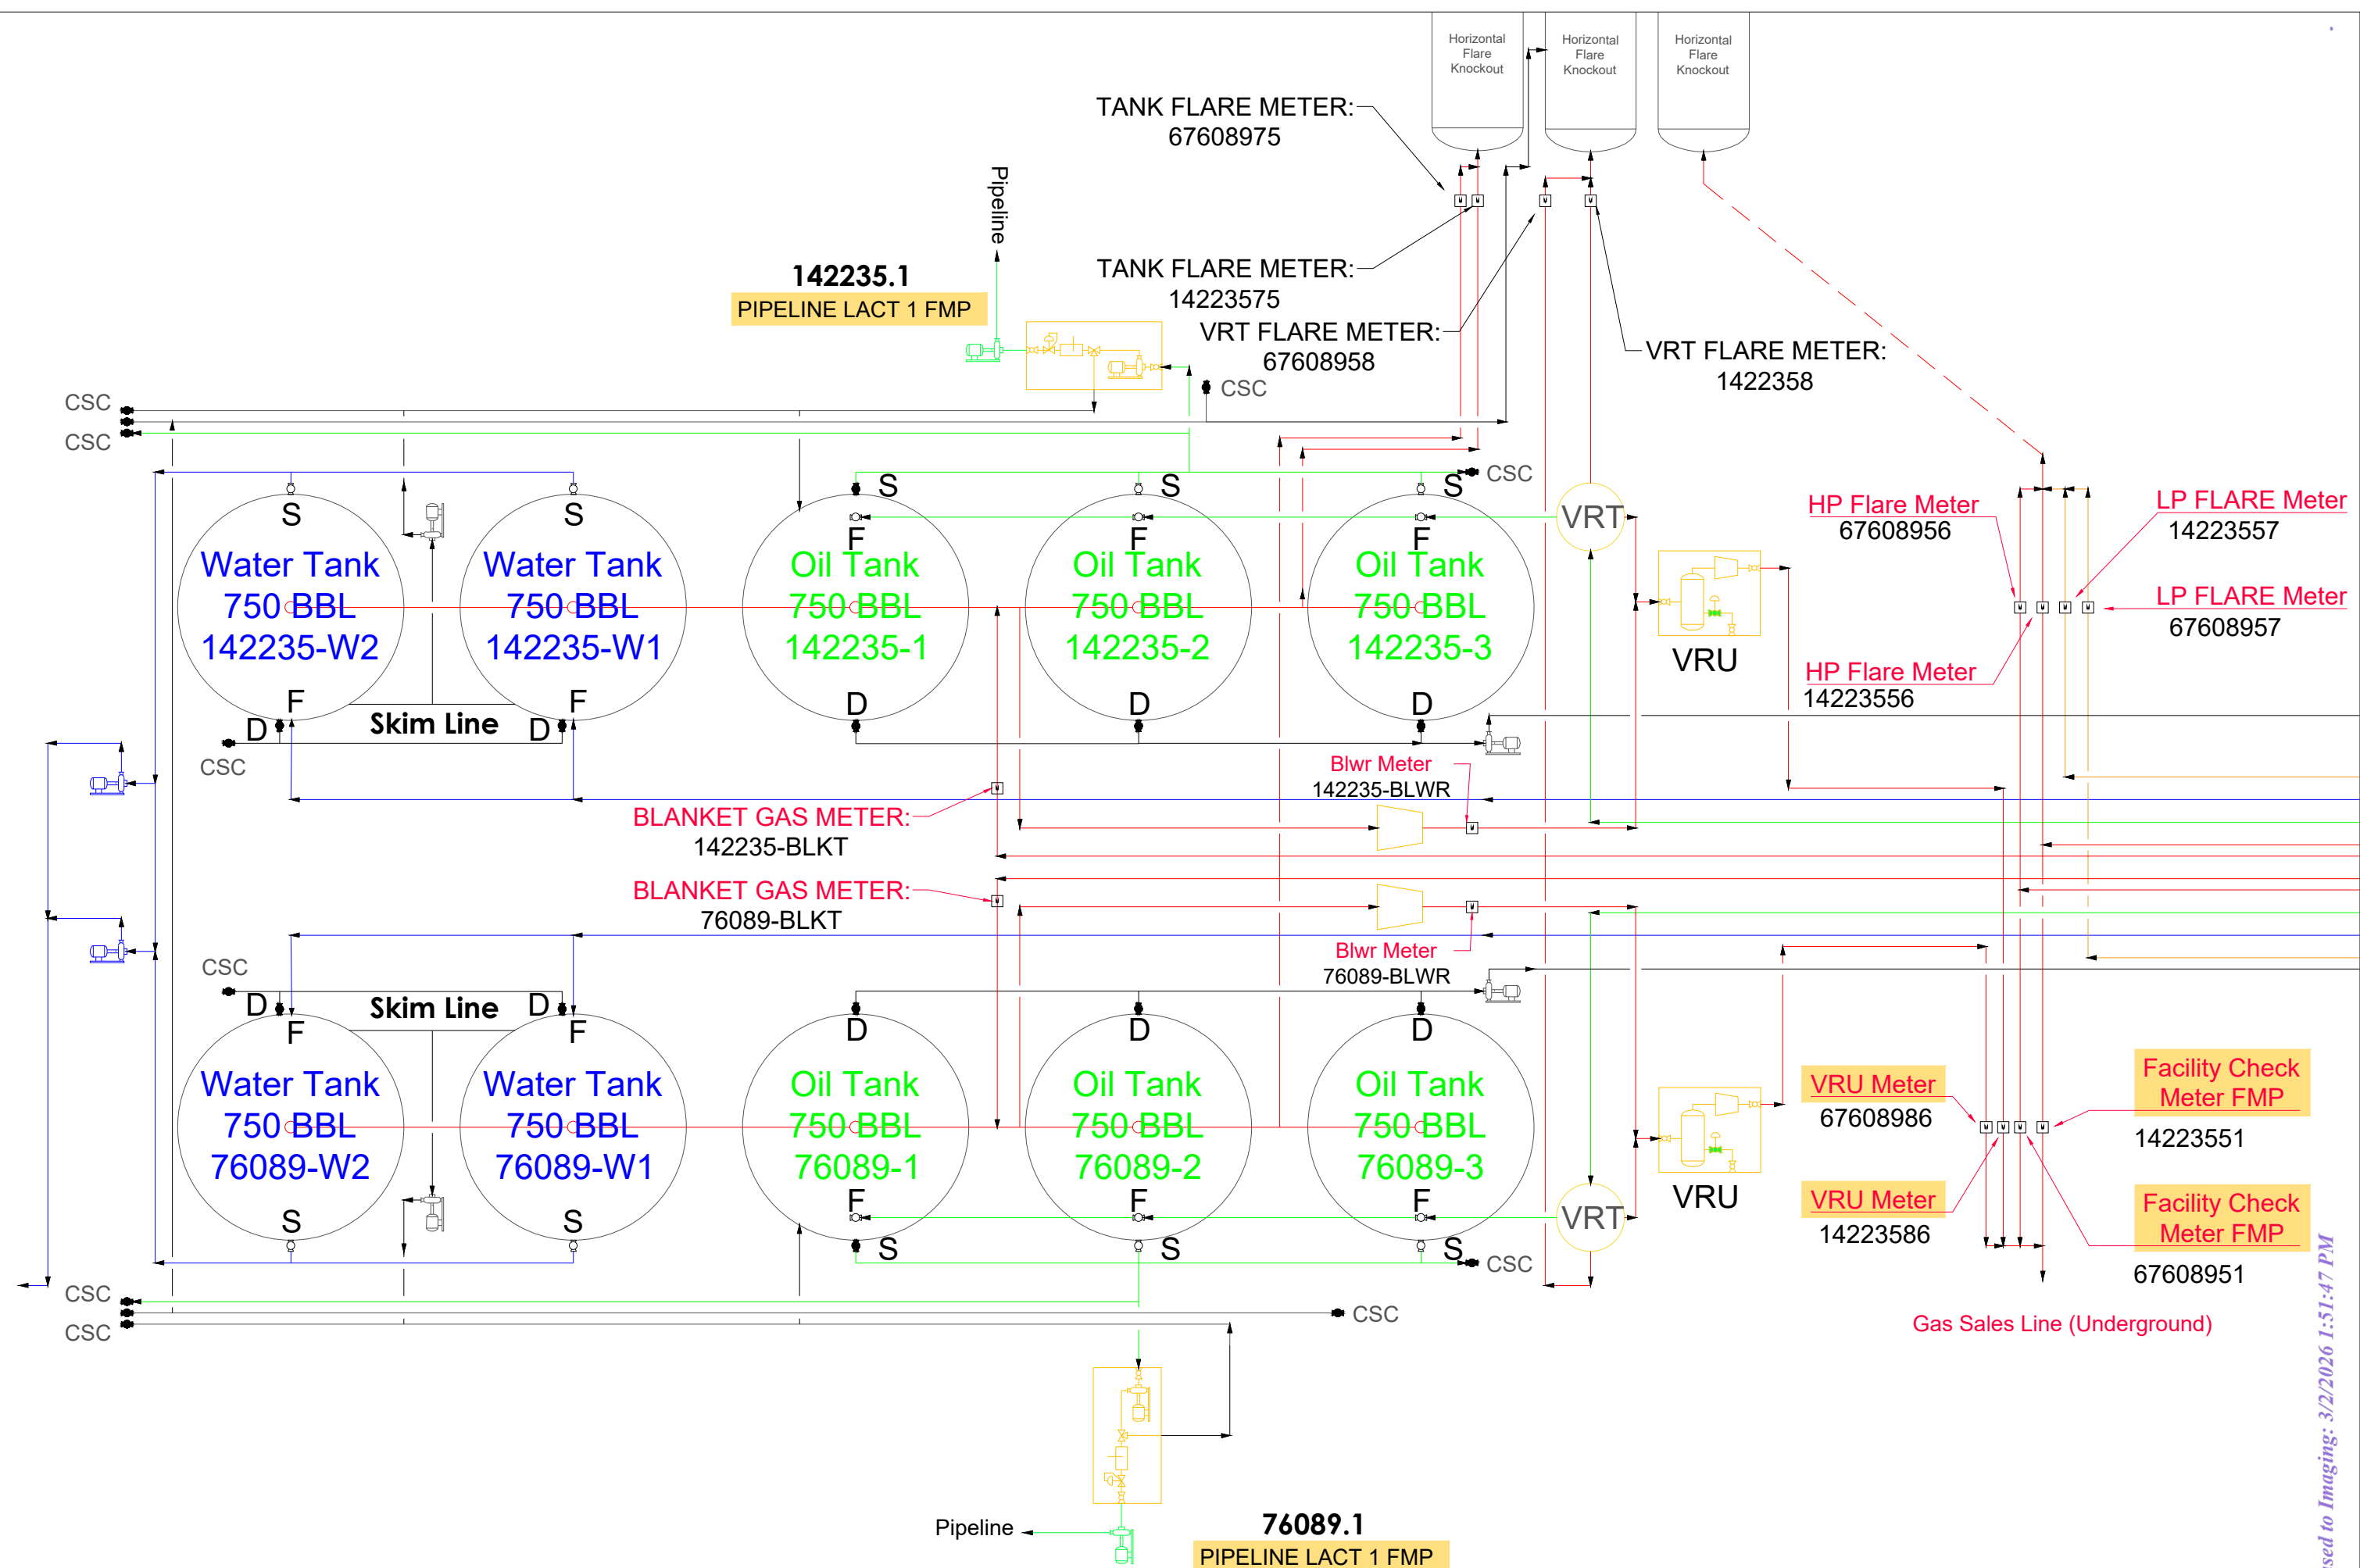 Horizontal
Flare
Knockout
Horizontal
Flare
Knockout
Horizontal
Flare
Knockout
TANK FLARE METER:
67608975
Pipeline
142235.1
PIPELINE LACT 1 FMP
TANK FLARE METER:
14223575
VRT FLARE METER:
67608958
VRT FLARE METER:
1422358
CSC
CSC
CSC
CSC
S
S
S
S
S
F
F
F
VRT
Water Tank
750 BBL
142235-W2
Water Tank
750 BBL
142235-W1
Oil Tank
750 BBL
142235-1
Oil Tank
750 BBL
142235-2
Oil Tank
750 BBL
142235-3
VRU
HP Flare Meter
67608956
LP FLARE Meter
14223557
LP FLARE Meter
67608957
HP Flare Meter
14223556
F
F
D
D
D
D
Skim Line
D
CSC
Blwr Meter
142235-BLWR
BLANKET GAS METER:
142235-BLKT
BLANKET GAS METER:
76089-BLKT
Blwr Meter
76089-BLWR
CSC
D
Skim Line
D
F
F
D
D
D
Water Tank
750 BBL
76089-W2
Water Tank
750 BBL
76089-W1
Oil Tank
750 BBL
76089-1
Oil Tank
750 BBL
76089-2
Oil Tank
750 BBL
76089-3
VRU
VRU Meter
67608986
Facility Check
Meter FMP
14223551
VRU Meter
14223586
Facility Check
Meter FMP
67608951
F
F
F
VRT
S
S
S
S
S
CSC
CSC
CSC
CSC
Gas Sales Line (Underground)
Pipeline
76089.1
PIPELINE LACT 1 FMP
to Imaging: 3/2/2026 1:51:47 PM